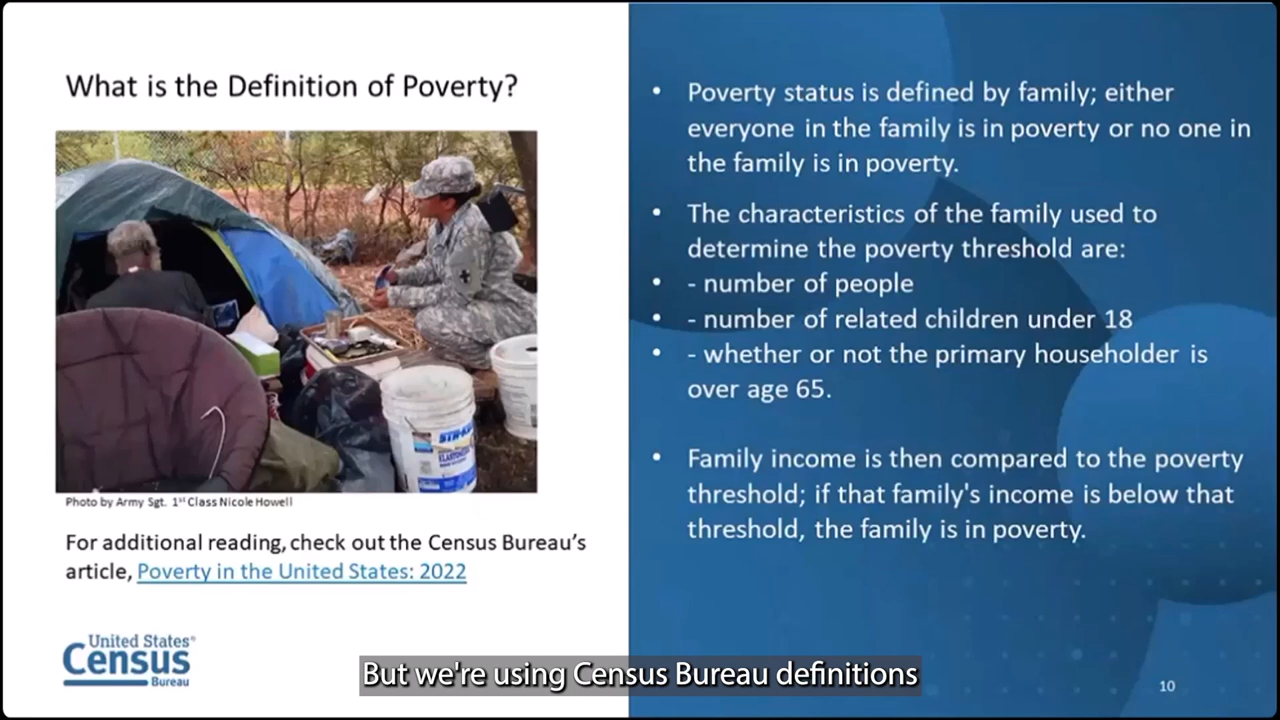 What is the Definition of Poverty?
Photo by Army Sgt. 1st Class Nicole Howell
For additional reading, check out the Census Bureau's
article, Poverty in the United States: 2022
United States®
Census
Bureau
• Poverty status is defined by family; either
everyone in the family is in poverty or no one in
the family is in poverty.
• The characteristics of the family used to
determine the poverty threshold are:
• - number of people
• - number of related children under 18
• - whether or not the primary householder is
over age 65.
• Family income is then compared to the poverty
threshold; if that family's income is below that
threshold, the family is in poverty.
But we're using Census Bureau definitions
10